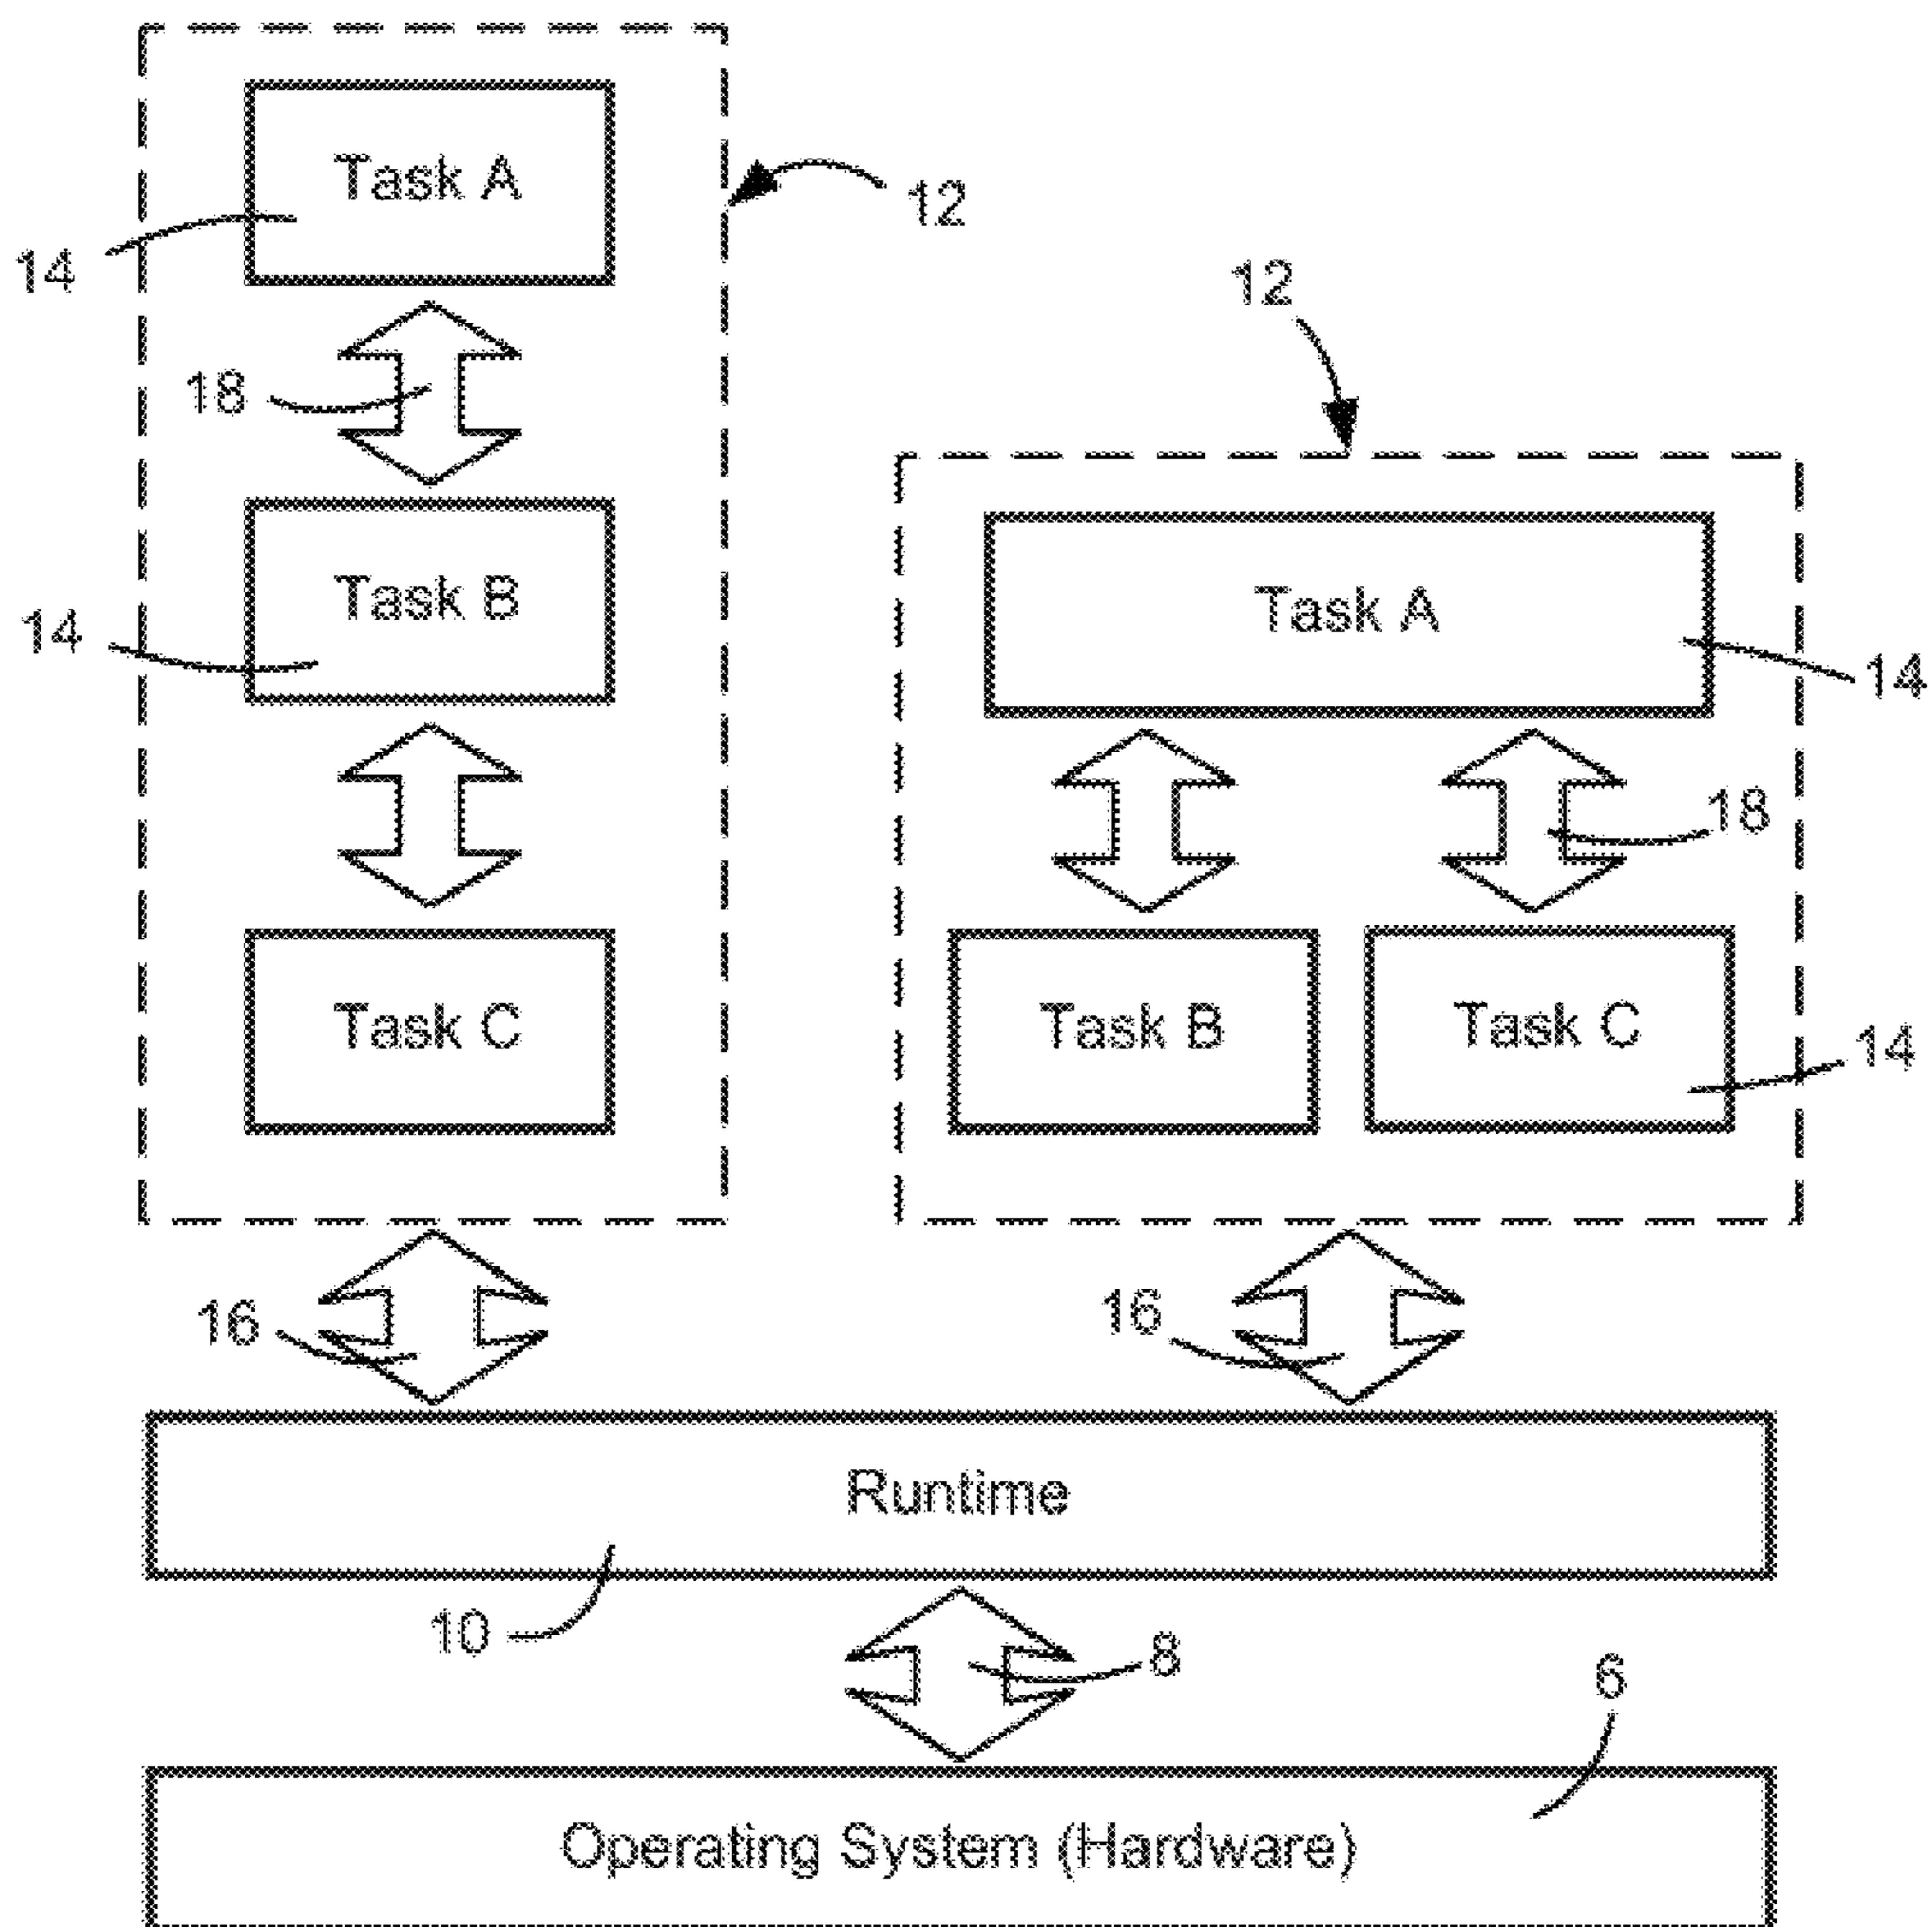 Task A
12
14
12
18
Task B
Task A
14
14
18
Task C
Task B
Task C
14
16
16
Runtime
10
8
6
Operating System (Hardware)